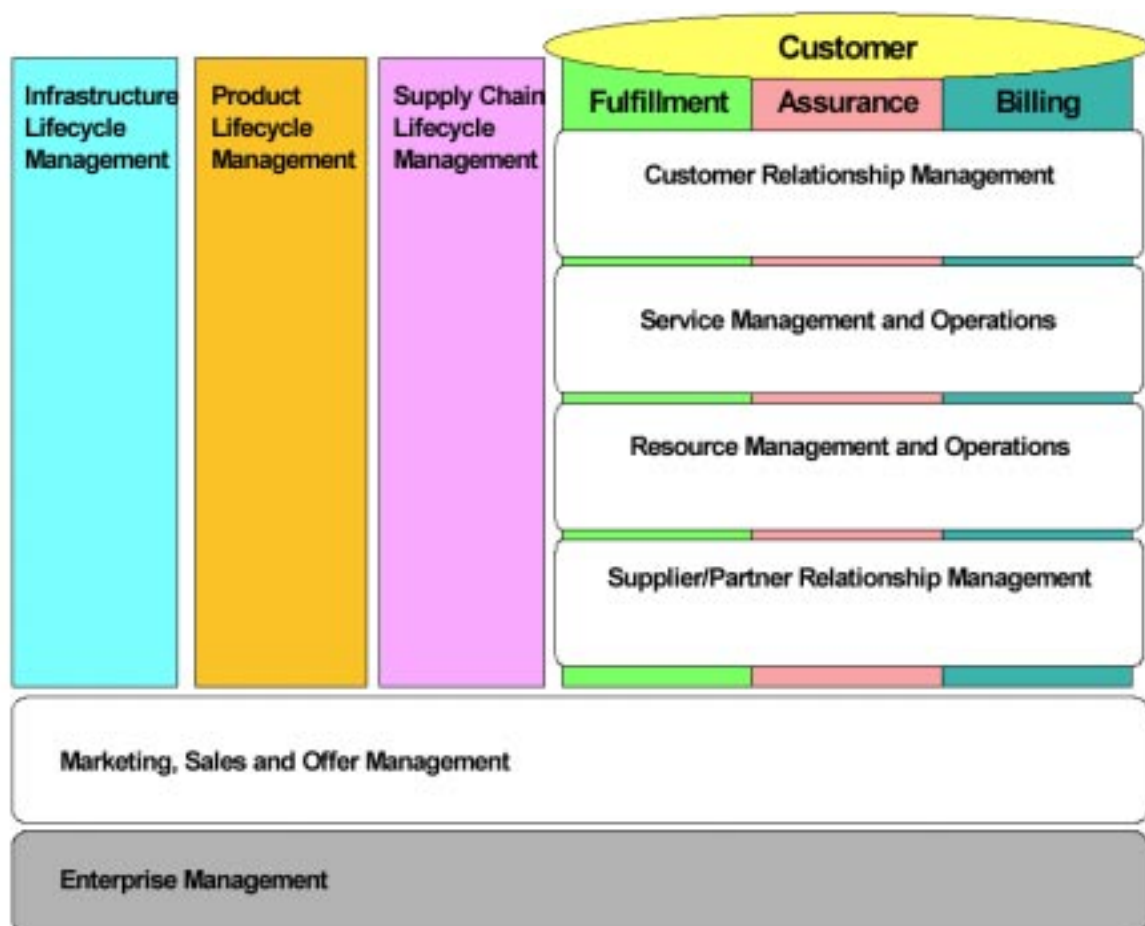 Customer
Infrastructure
Lifecycle
Management
Product
Lifecycle
Management
Supply Chain
Lifecycle
Management
Fulfillment
Assurance
Billing
Customer Relationship Management
Service Management and Operations
Resource Management and Operations
Supplier/Partner Relationship Management
Marketing, Sales and Offer Management
Enterprise Management